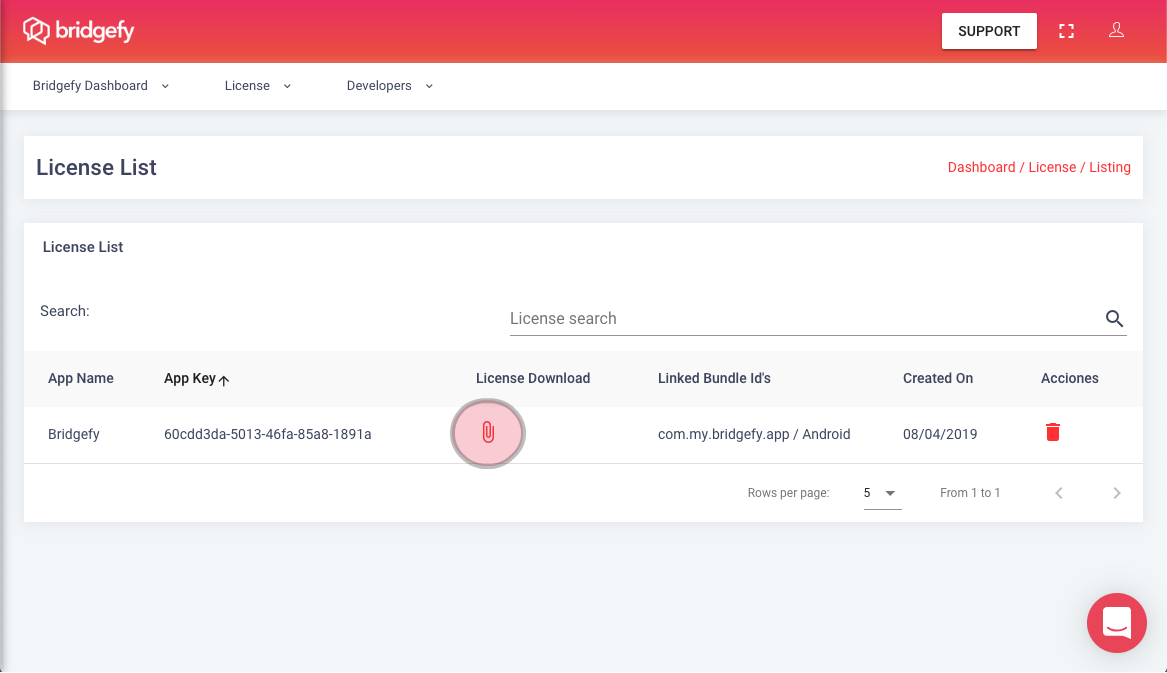 bridgefy
SUPPORT
Bridgefy Dashboard License Developers
License List Dashboard / License / Listing
License List
Search: License search
App Name App Key License Download Linked Bundle Id's Created On Acciones
Bridgefy 60cdd3da-5013-46fa-85a8-1891a com.my.bridgefy.app / Android 08/04/2019
Rows per page: 5 From 1 to 1